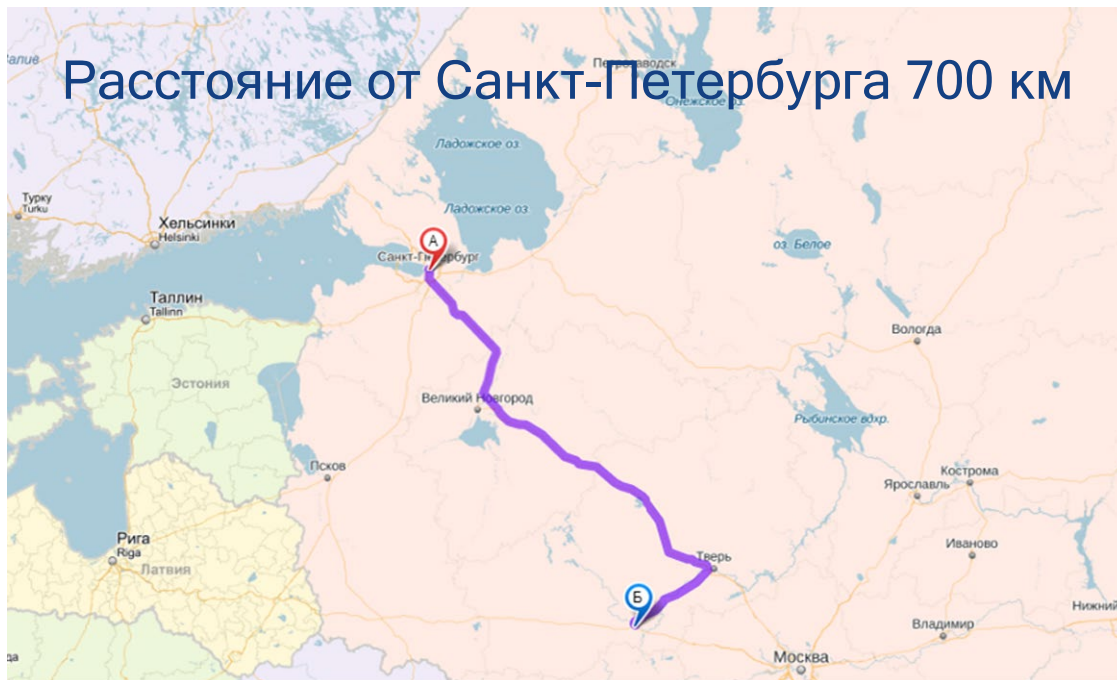 Расстояние от Санкт-Петербурга 700 км
Петрозаводск
Онежское оз.
Ладожское оз.
Турку
Turku
Ладожское оз.
Хельсинки
Helsinki
А
оз. Белое
Санкт-Петербург
Таллин
Tallinn
Вологда
Эстония
Великий Новгород
Рыбинское вдхр.
Псков
Кострома
Ярославль
Рига
Riga
Иваново
Тверь
Латвия
Б
Нижний
Владимир
Москва